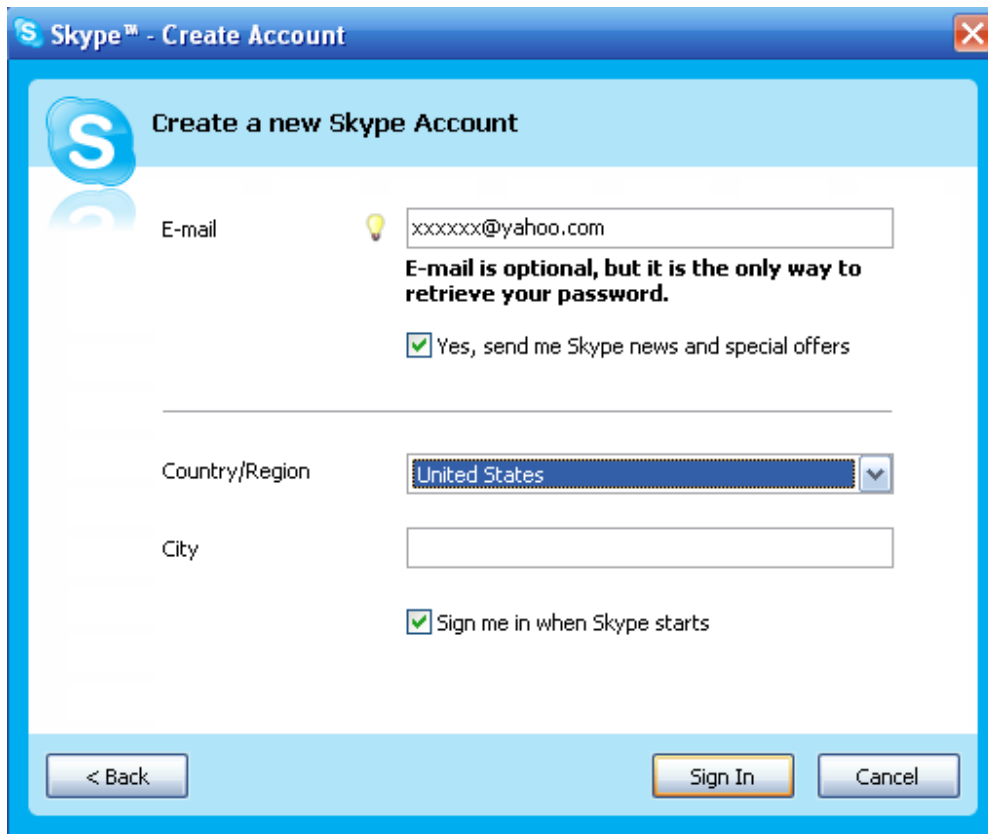 Skype™ - Create Account
Create a new Skype Account
E-mail
xxxxxx@yahoo.com
E-mail is optional, but it is the only way to
retrieve your password.
Yes, send me Skype news and special offers
Country/Region
United States
City
Sign me in when Skype starts
< Back
Sign In
Cancel